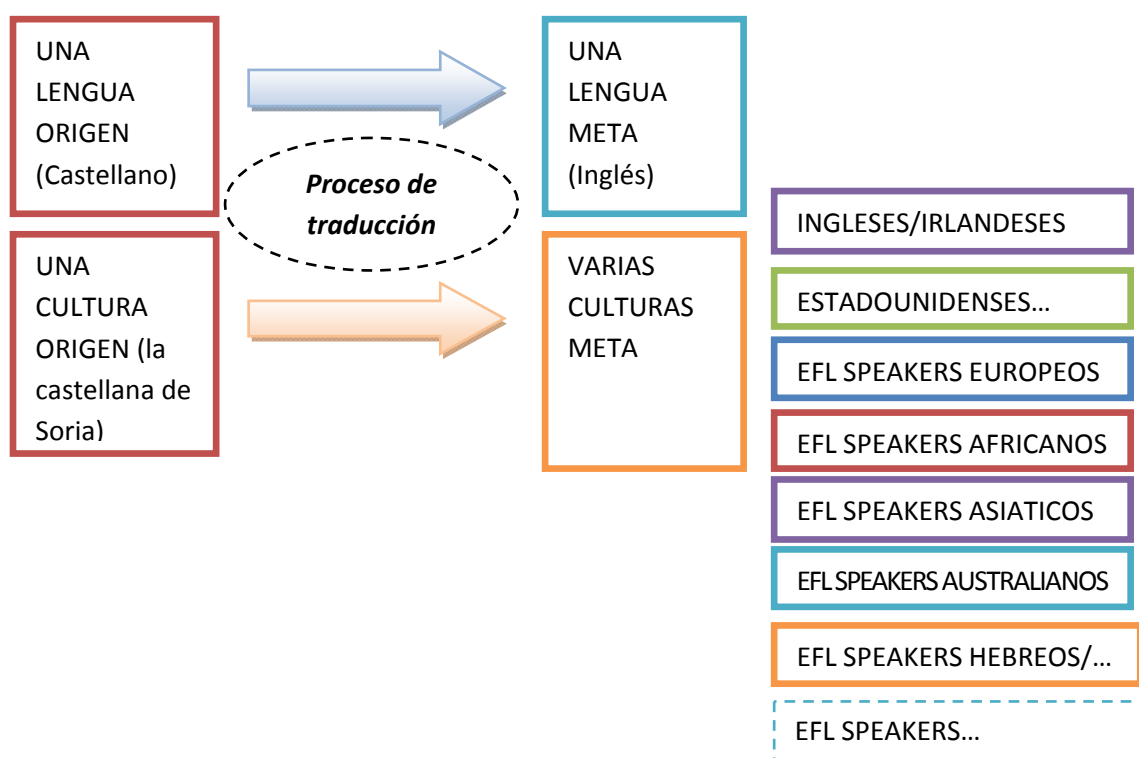 UNA
LENGUA
ORIGEN
(Castellano)
Proceso de
traducción
UNA
LENGUA
META
(Inglés)
UNA
CULTURA
ORIGEN (la
castellana de
Soria)
VARIAS
CULTURAS
META
INGLESES/IRLANDESES
ESTADOUNIDENSES…
EFL SPEAKERS EUROPEOS
EFL SPEAKERS AFRICANOS
EFL SPEAKERS ASIATICOS
EFL SPEAKERS AUSTRALIANOS
EFL SPEAKERS HEBREOS/…
EFL SPEAKERS…